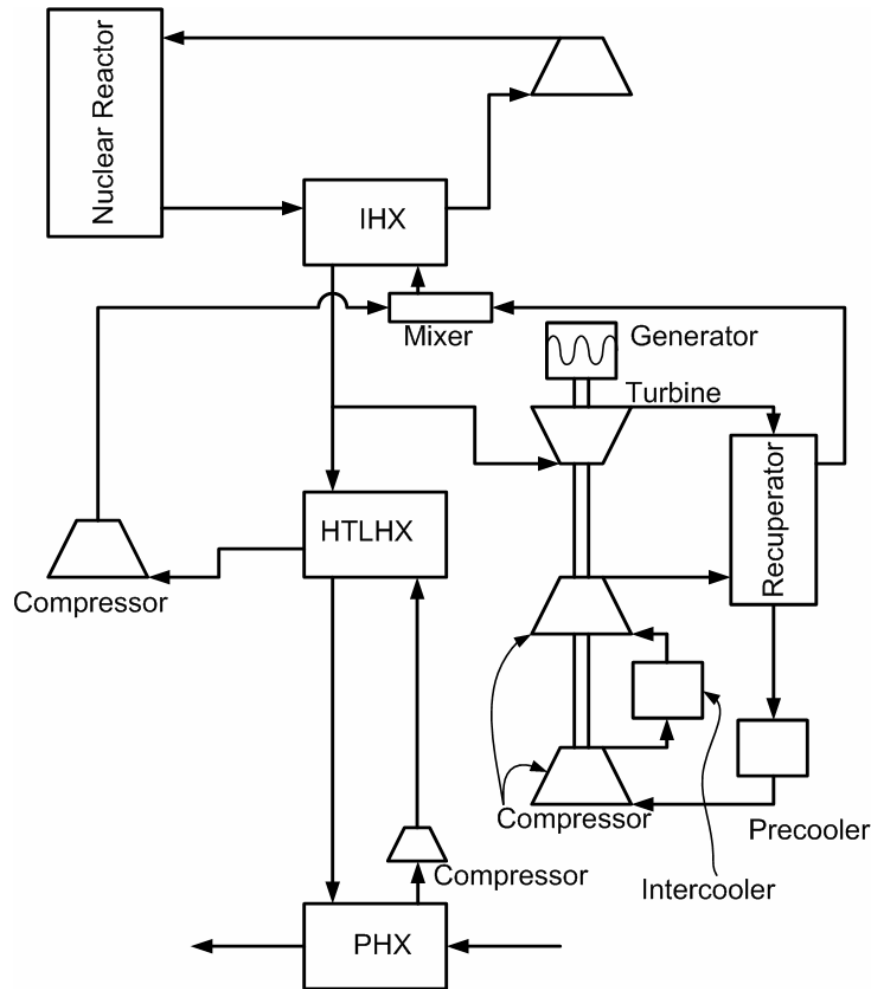 Nuclear Reactor
IHX
Mixer
Generator
Turbine
HTLHX
Recuperator
Compressor
Compressor
Precooler
Compressor
Intercooler
PHX